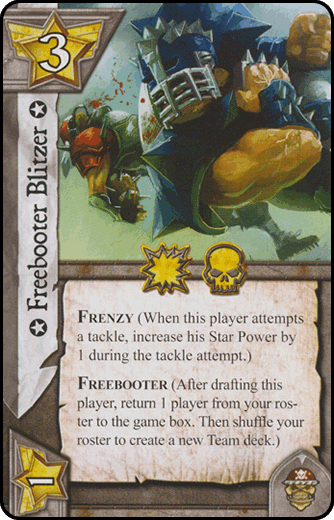 3
✪ Freebooter Blitzer ✪
FRENZY (When this player attempts
a tackle, increase his Star Power by
1 during the tackle attempt.)
FREEBOOTER (After drafting this
player, return 1 player from your ros-
ter to the game box. Then shuffle your
roster to create a new Team deck.)
1